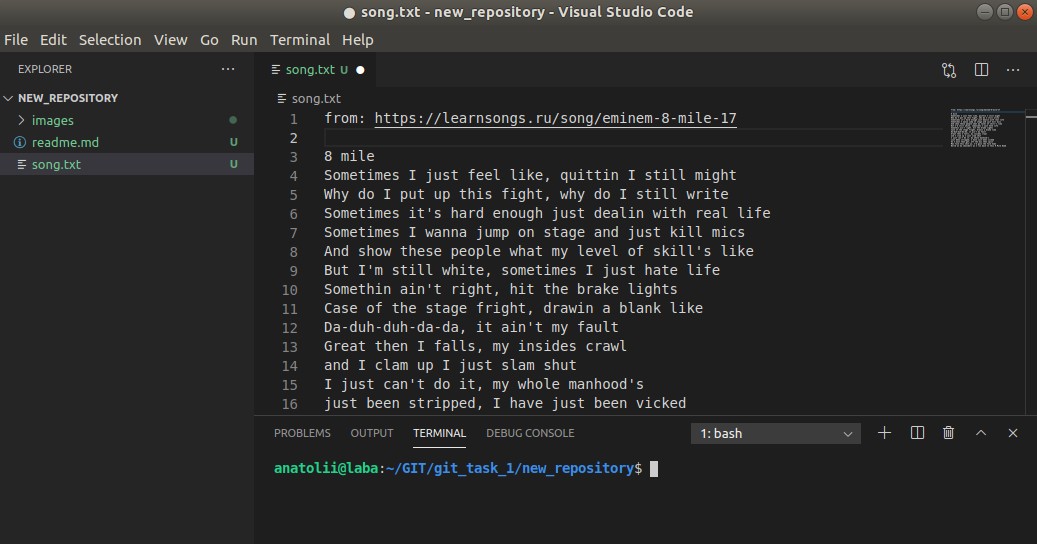 ● song.txt - new_repository - Visual Studio Code
File Edit Selection View Go Run Terminal Help
EXPLORER ···
NEW_REPOSITORY
images
readme.md U
song.txt U
song.txt U ●
song.txt
1 from: https://learnsongs.ru/song/eminem-8-mile-17
2
3 8 mile
4 Sometimes I just feel like, quittin I still might
5 Why do I put up this fight, why do I still write
6 Sometimes it's hard enough just dealin with real life
7 Sometimes I wanna jump on stage and just kill mics
8 And show these people what my level of skill's like
9 But I'm still white, sometimes I just hate life
10 Somethin ain't right, hit the brake lights
11 Case of the stage fright, drawin a blank like
12 Da-duh-duh-da-da, it ain't my fault
13 Great then I falls, my insides crawl
14 and I clam up I just slam shut
15 I just can't do it, my whole manhood's
16 just been stripped, I have just been vicked
PROBLEMS OUTPUT TERMINAL DEBUG CONSOLE 1: bash
anatolii@laba:~/GIT/git_task_1/new_repository$